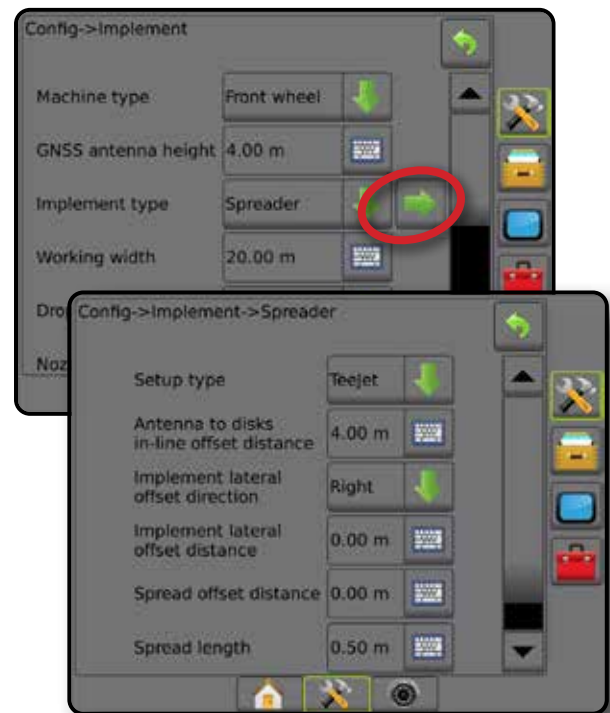 Config->Implement
Machine type Front wheel
GNSS antenna height 4.00 m
Implement type Spreader
Working width 20.00 m
Dro
Noz
Config->Implement->Spreader
Setup type TeeJet
Antenna to disks
in-line offset distance 4.00 m
Implement lateral
offset direction Right
Implement lateral
offset distance 0.00 m
Spread offset distance 0.00 m
Spread length 0.50 m